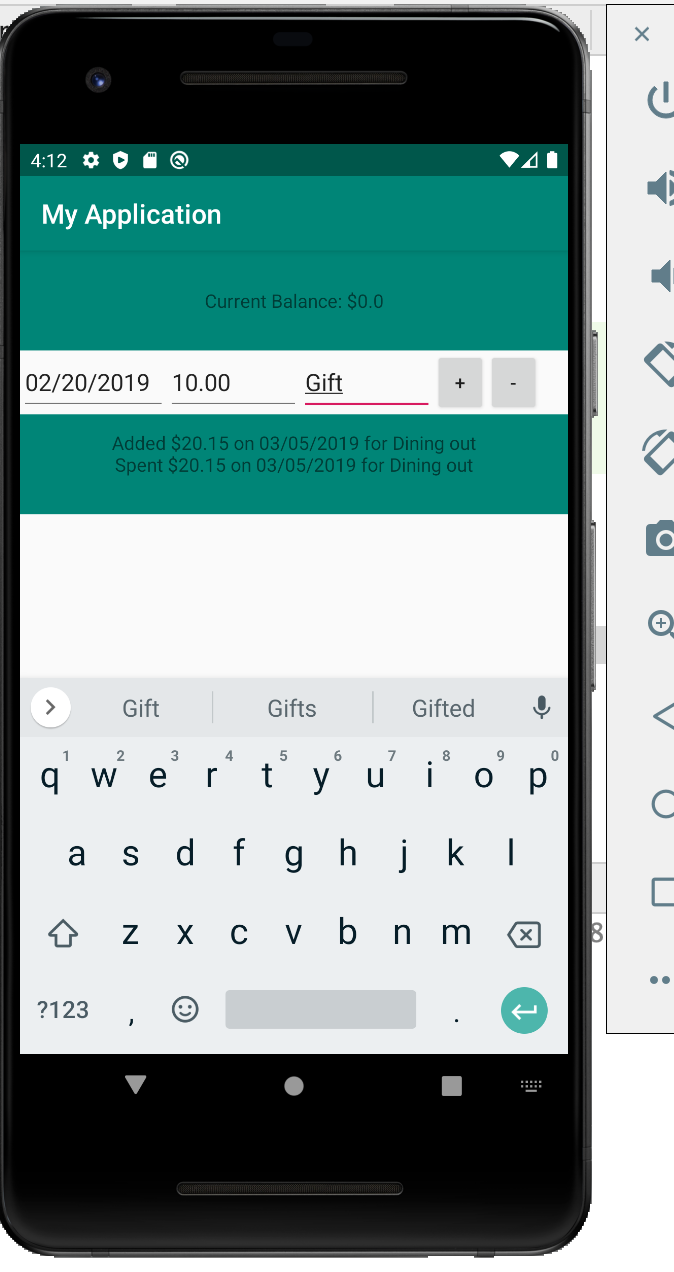 4:12
My Application
Current Balance: $0.0
02/20/2019 10.00 Gift + -
Added $20.15 on 03/05/2019 for Dining out
Spent $20.15 on 03/05/2019 for Dining out
Gift Gifts Gifted
1 2 3 4 5 6 7 8 9 0
q w e r t y u i o p
a s d f g h j k l
z x c v b n m
?123 , .
8